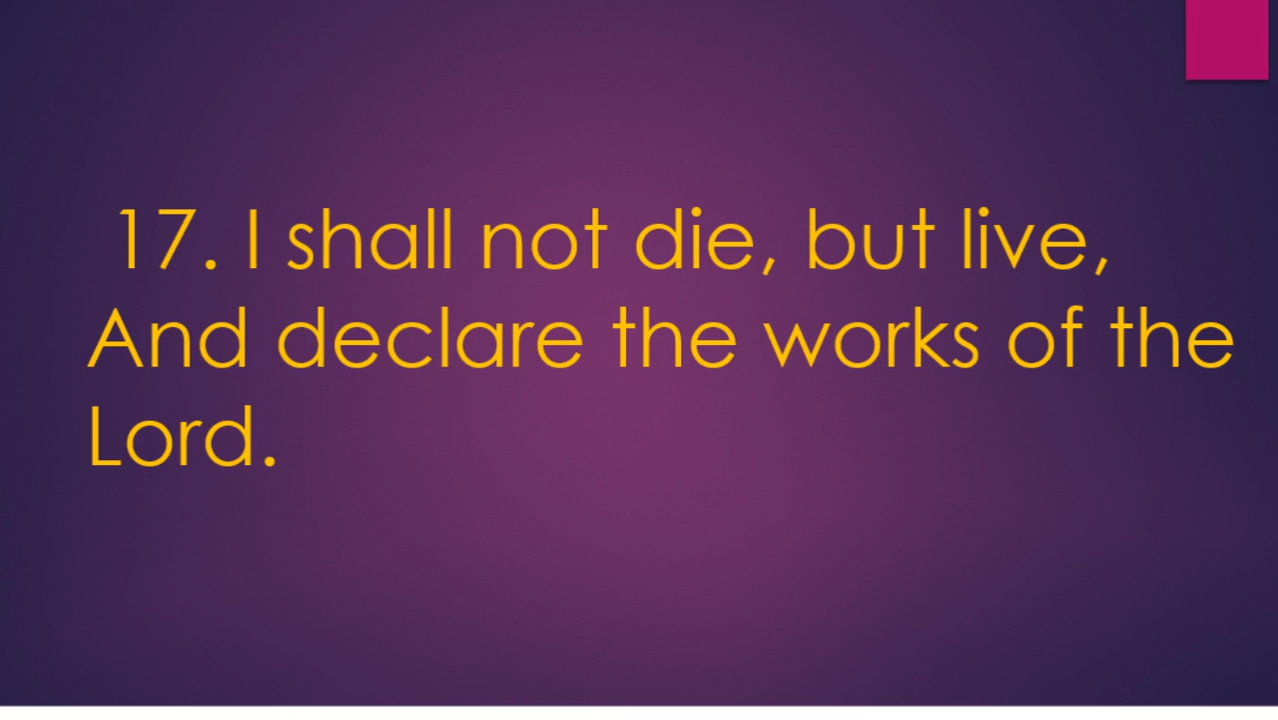 17. I shall not die, but live,
And declare the works of the
Lord.